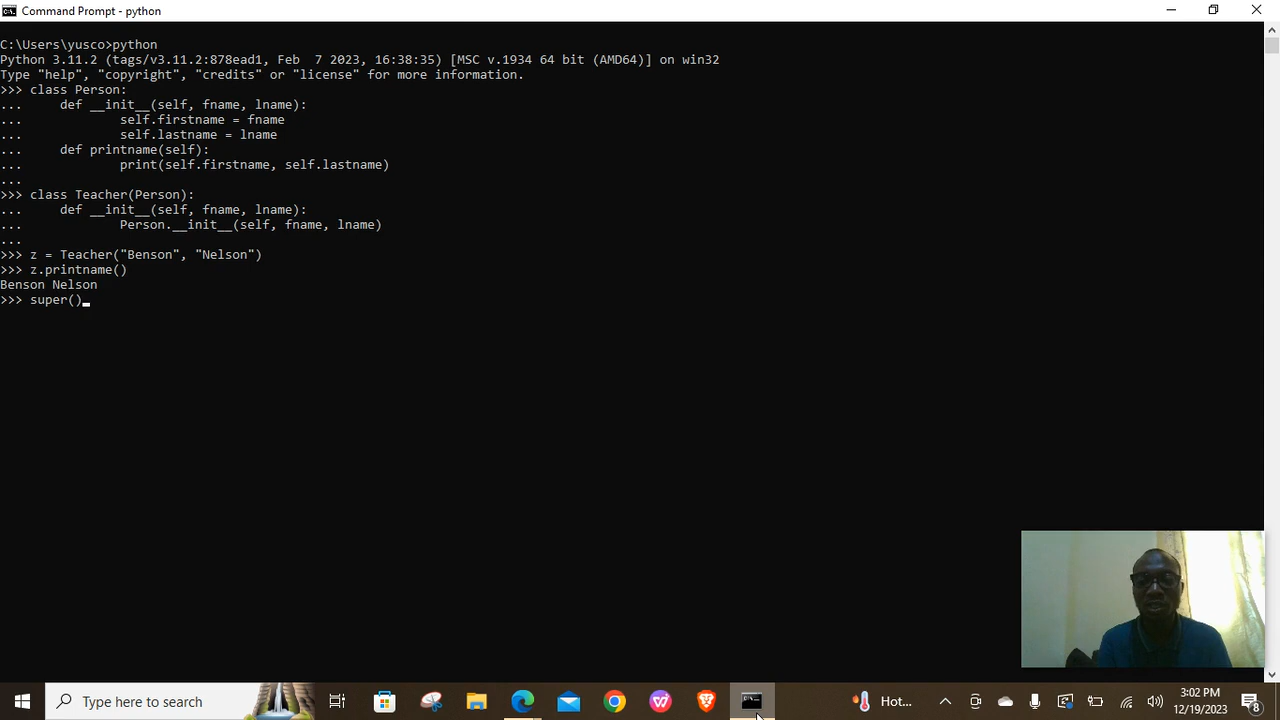 Command Prompt - python
C:\Users\yusco>python
Python 3.11.2 (tags/v3.11.2:878ead1, Feb  7 2023, 16:38:35) [MSC v.1934 64 bit (AMD64)] on win32
Type "help", "copyright", "credits" or "license" for more information.
>>> class Person:
...     def __init__(self, fname, lname):
...             self.firstname = fname
...             self.lastname = lname
...     def printname(self):
...             print(self.firstname, self.lastname)
...
>>> class Teacher(Person):
...     def __init__(self, fname, lname):
...             Person.__init__(self, fname, lname)
...
>>> z = Teacher("Benson", "Nelson")
>>> z.printname()
Benson Nelson
>>> super()
Type here to search
Hot...
3:02 PM
12/19/2023
8